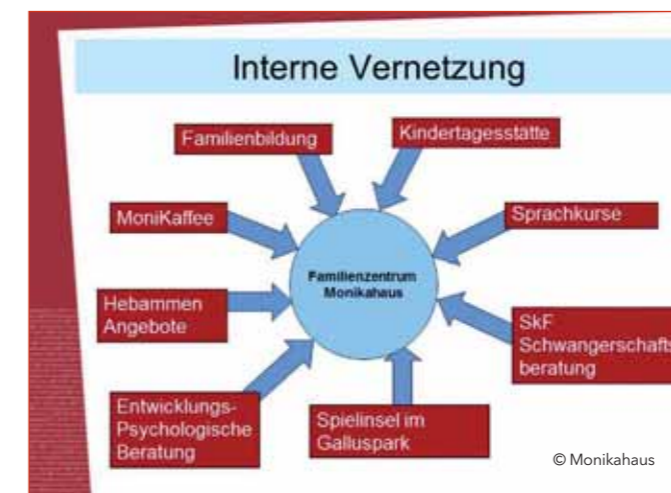 Interne Vernetzung
Familienbildung
Kindertagesstätte
MoniKaffee
Sprachkurse
Familienzentrum
Monikahaus
Hebammen
Angebote
SkF
Schwangerschafts
beratung
Entwicklungs-
Psychologische
Beratung
Spielinsel im
Galluspark
© Monikahaus